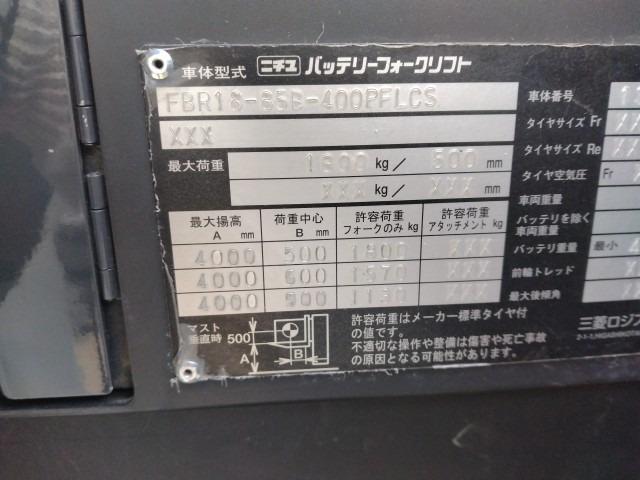 車体型式 ニチユ バッテリーフォークリフト
FBR18-85B-400PFLCS
XXX
最大荷重 1800 kg/ 500 mm
XXX kg/ XXX mm
最大揚高 A mm 荷重中心 B mm 許容荷重 フォークのみ kg 許容荷重 アタッチメント kg
4000 500 1800 XXX
4000 600 XXX
4000 900 XXX
マスト垂直時 500 A B
許容荷重はメーカー標準タイヤ付
の値です。
不適切な操作や整備は傷害や死亡事故
の原因となる可能性があります。
車体番号
タイヤサイズ Fr
タイヤサイズ Re
タイヤ空気圧 Fr
車両重量
バッテリを除く車両重量
バッテリ重量 最小
前輪トレッド
最大後傾角
三菱ロジ